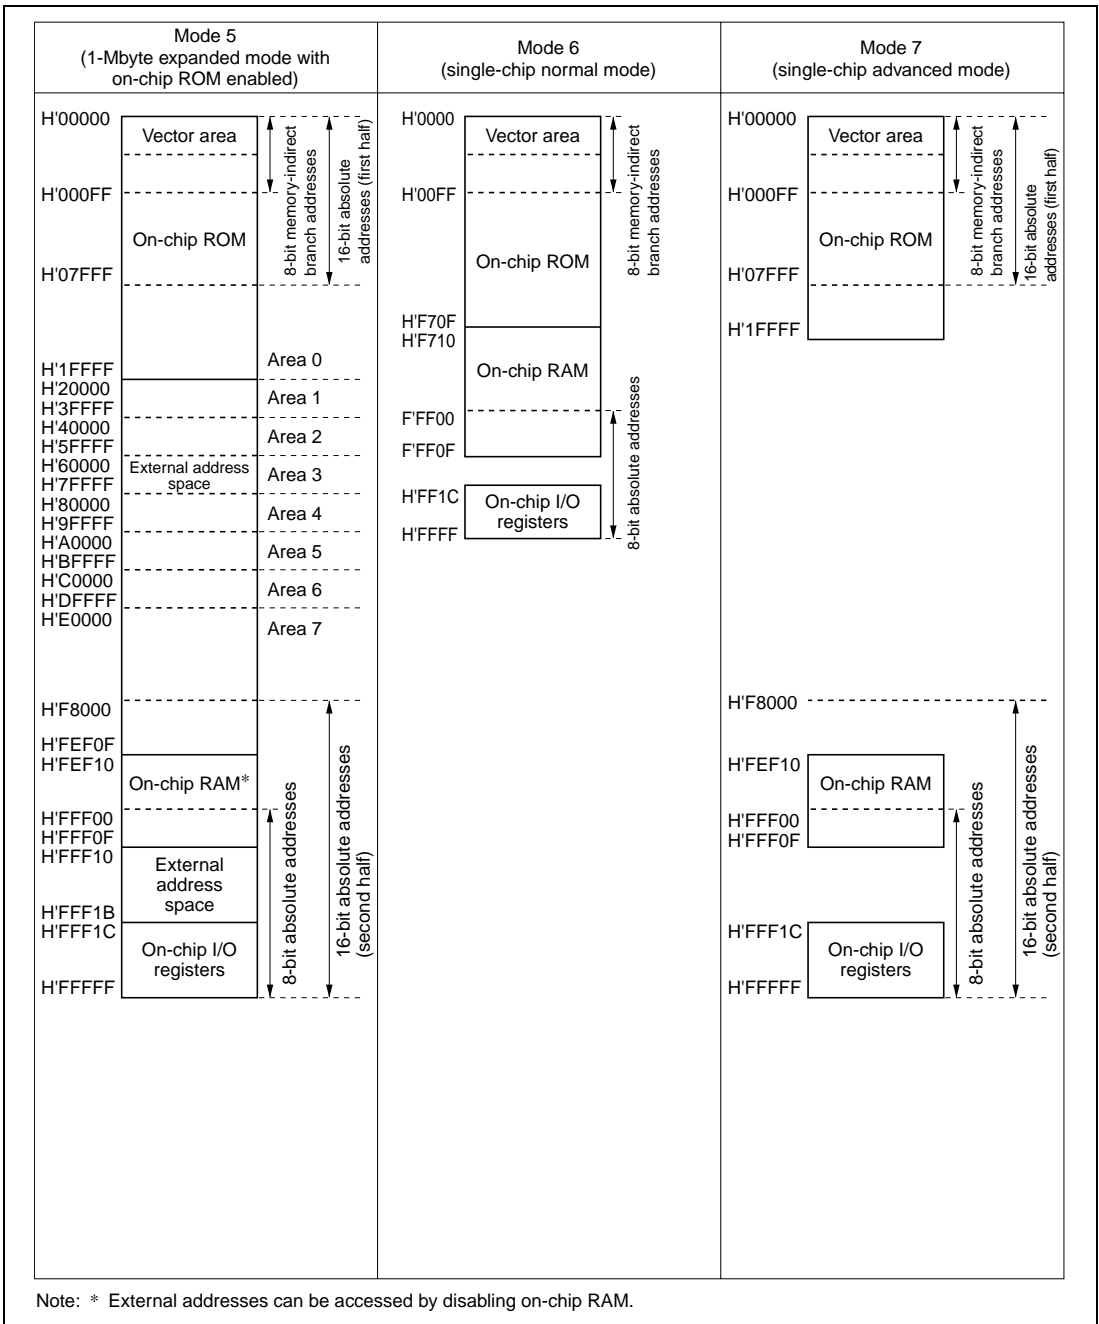 Mode 5
(1-Mbyte expanded mode with
on-chip ROM enabled)
H'00000
Vector area
H'000FF
On-chip ROM
H'07FFF
8-bit memory-indirect
branch addresses
16-bit absolute
addresses (first half)
H'1FFFF
Area 0
H'20000
Area 1
H'3FFFF
H'40000
Area 2
H'5FFFF
H'60000
External address
space
Area 3
H'7FFFF
H'80000
Area 4
H'9FFFF
H'A0000
Area 5
H'BFFFF
H'C0000
Area 6
H'DFFFF
H'E0000
Area 7
H'F8000
H'FEF0F
H'FEF10
On-chip RAM*
H'FFF00
H'FFF0F
H'FFF10
External
address
space
H'FFF1B
H'FFF1C
On-chip I/O
registers
H'FFFFF
8-bit absolute addresses
16-bit absolute addresses
(second half)
Mode 6
(single-chip normal mode)
H'0000
Vector area
H'00FF
On-chip ROM
8-bit memory-indirect
branch addresses
H'F70F
H'F710
On-chip RAM
F'FF00
F'FF0F
H'FF1C
On-chip I/O
registers
H'FFFF
8-bit absolute addresses
Mode 7
(single-chip advanced mode)
H'00000
Vector area
H'000FF
On-chip ROM
H'07FFF
8-bit memory-indirect
branch addresses
16-bit absolute
addresses (first half)
H'1FFFF
H'F8000
H'FEF10
On-chip RAM
H'FFF00
H'FFF0F
H'FFF1C
On-chip I/O
registers
H'FFFFF
8-bit absolute addresses
16-bit absolute addresses
(second half)
Note: * External addresses can be accessed by disabling on-chip RAM.